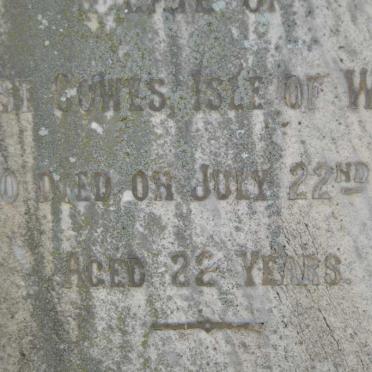 COWES, ISLE OF W
O DIED ON JULY 22ND
AGED 22 YEARS.